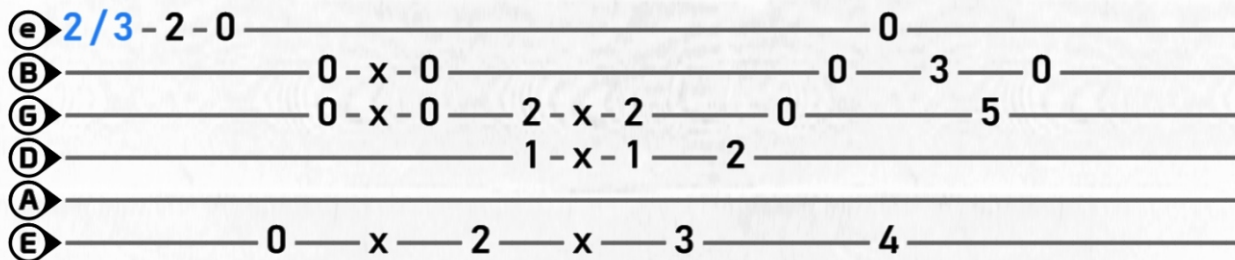 e 2/3-2-0 0
B 0-x-0 0 3 0
G 0-x-0 2-x-2 0 5
D 1-x-1 2
A
E 0 x 2 x 3 4